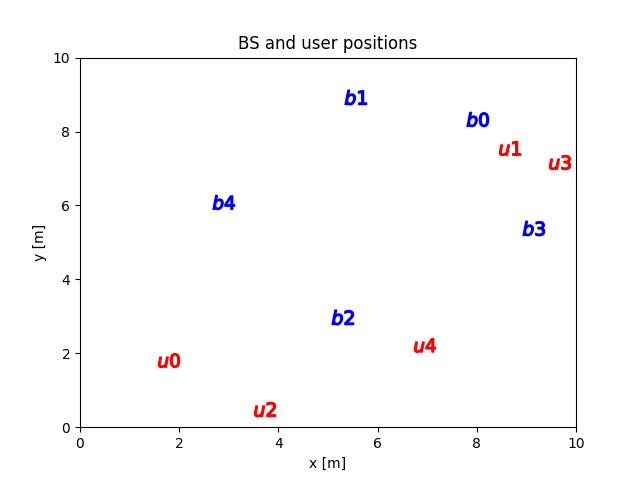 BS and user positions
10
b1
b0
8
u1
u3
b4
6
b3
y [m]
4
b2
u4
2
u0
u2
0
0 2 4 6 8 10
x [m]